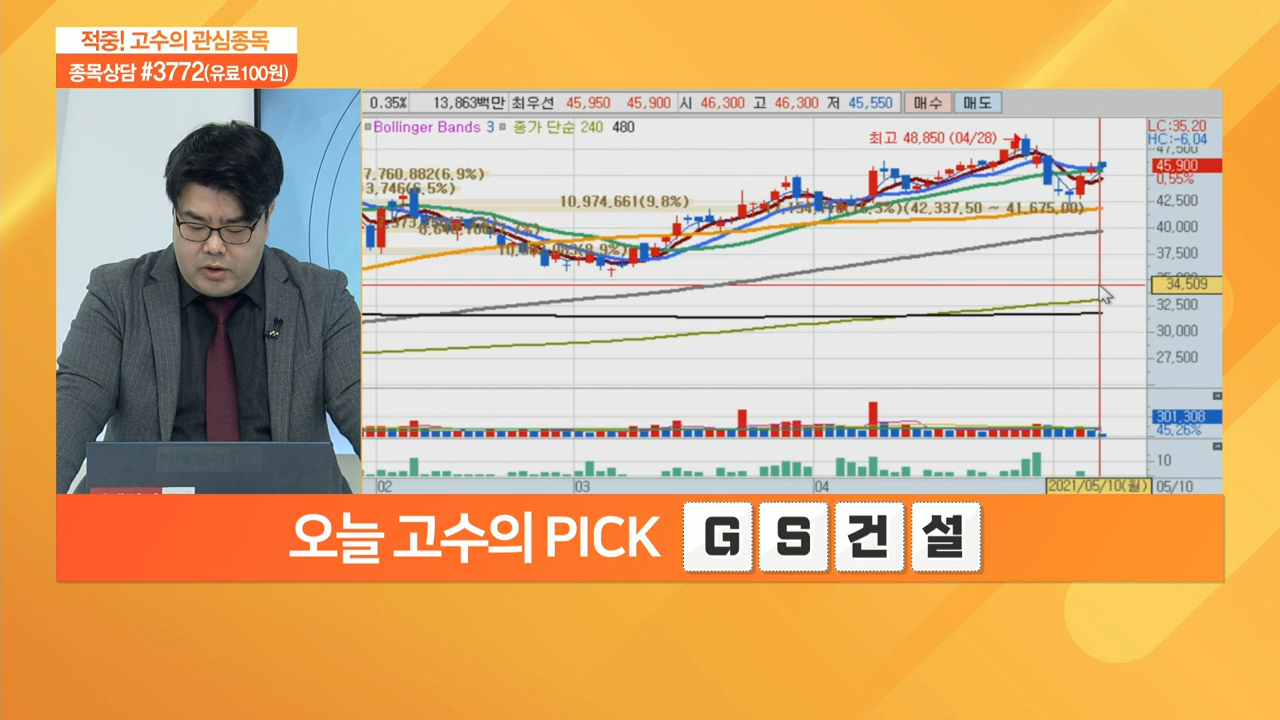 적중! 고수의 관심종목
종목상담 #3772(유료100원)
0.35% 13,863백만 최우선 45,950 45,900 시 46,300 고 46,300 저 45,550 매수 매도
Bollinger Bands 3 종가 단순 240 480
최고 48,850 (04/28)
LC:35.20
HC:-6.04
47,500
45,900
0.55%
7,760,882(6,9%)
3,746(6,5%)
10,974,661(9,8%)
(42,337,50 ~ 41,675,00)
42,500
40,000
37,500
34,509
32,500
30,000
27,500
301,308
45,26%
10
02 03 04 2021/05/10(월) 05/10
오늘 고수의 PICK GS건설